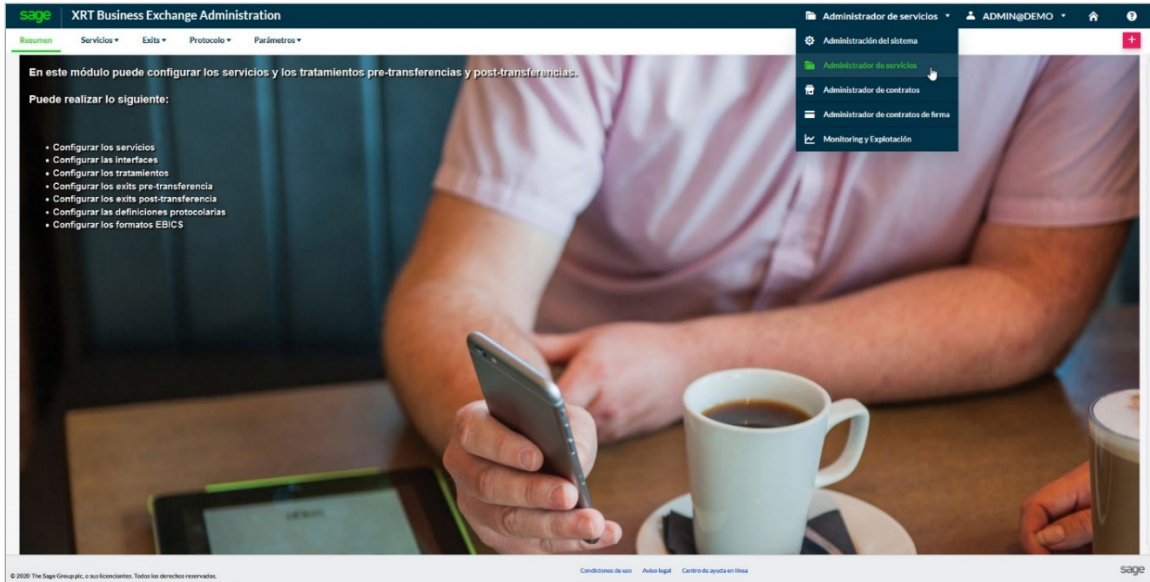 sage XRT Business Exchange Administration Administrador de servicios ADMIN@DEMO ?
Resumen Servicios Exits Protocolo Parámetros +
Administración del sistema
Administrador de servicios
Administrador de contratos
Administrador de contratos de firma
Monitoring y Explotación
En este módulo puede configurar los servicios y los tratamientos pre-transferencias y post-transferencias.
Puede realizar lo siguiente:
• Configurar los servicios
• Configurar las interfaces
• Configurar los tratamientos
• Configurar los exits pre-transferencia
• Configurar los exits post-transferencia
• Configurar las definiciones protocolarias
• Configurar los formatos EBICS
© 2020 The Sage Group plc, o sus licenciantes. Todos los derechos reservados. Condiciones de uso Aviso legal Centro de ayuda en línea sage